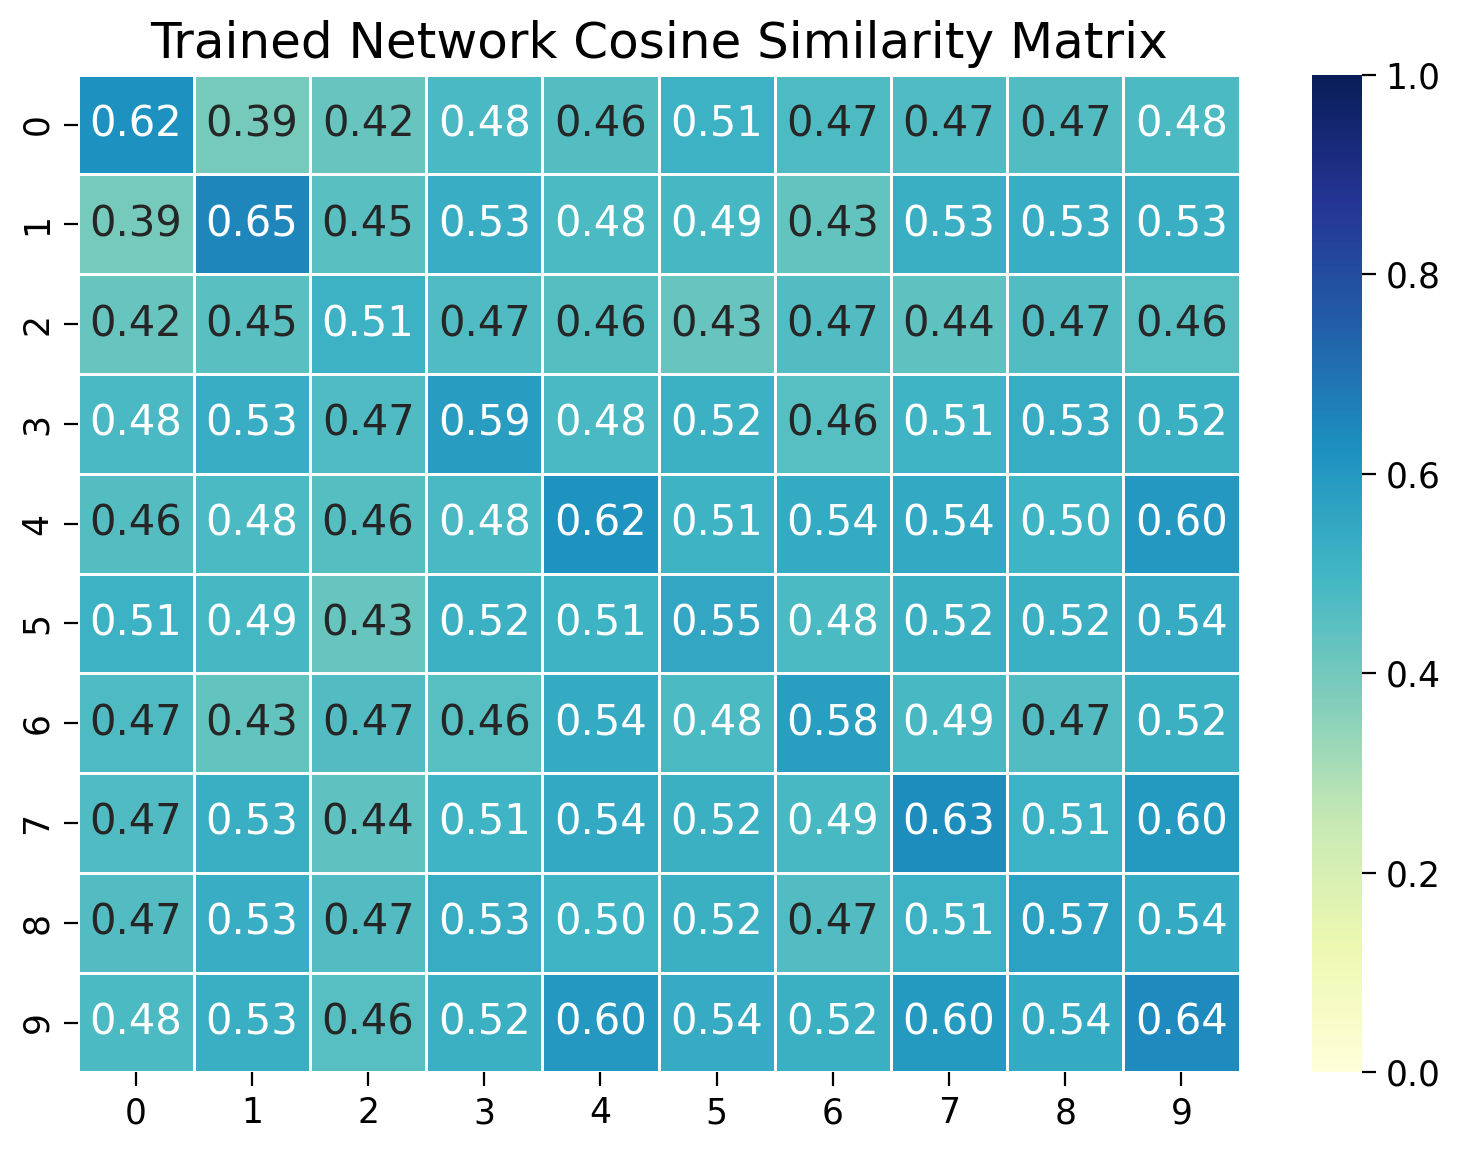 Trained Network Cosine Similarity Matrix
0 0.62 0.39 0.42 0.48 0.46 0.51 0.47 0.47 0.47 0.48
1 0.39 0.65 0.45 0.53 0.48 0.49 0.43 0.53 0.53 0.53
2 0.42 0.45 0.51 0.47 0.46 0.43 0.47 0.44 0.47 0.46
3 0.48 0.53 0.47 0.59 0.48 0.52 0.46 0.51 0.53 0.52
4 0.46 0.48 0.46 0.48 0.62 0.51 0.54 0.54 0.50 0.60
5 0.51 0.49 0.43 0.52 0.51 0.55 0.48 0.52 0.52 0.54
6 0.47 0.43 0.47 0.46 0.54 0.48 0.58 0.49 0.47 0.52
7 0.47 0.53 0.44 0.51 0.54 0.52 0.49 0.63 0.51 0.60
8 0.47 0.53 0.47 0.53 0.50 0.52 0.47 0.51 0.57 0.54
9 0.48 0.53 0.46 0.52 0.60 0.54 0.52 0.60 0.54 0.64
0 1 2 3 4 5 6 7 8 9
1.0
0.8
0.6
0.4
0.2
0.0